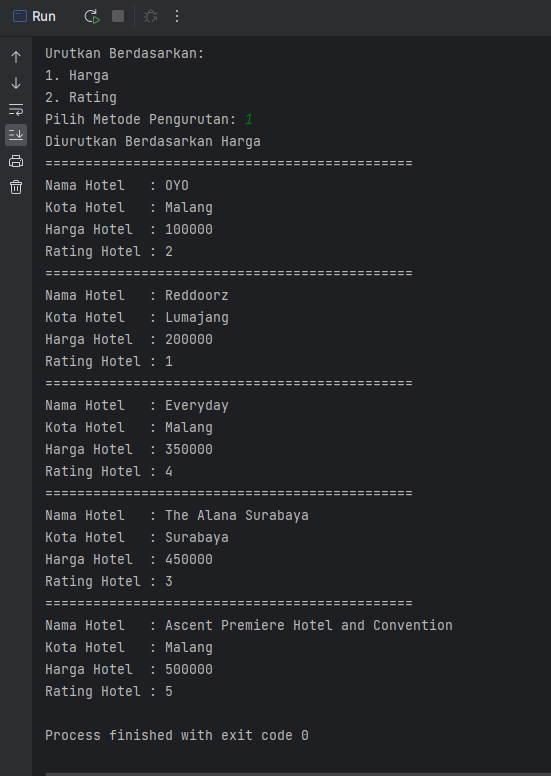 Run
Urutkan Berdasarkan:
1. Harga
2. Rating
Pilih Metode Pengurutan: 1
Diurutkan Berdasarkan Harga
==============================================
Nama Hotel   : OYO
Kota Hotel   : Malang
Harga Hotel  : 100000
Rating Hotel : 2
==============================================
Nama Hotel   : Reddoorz
Kota Hotel   : Lumajang
Harga Hotel  : 200000
Rating Hotel : 1
==============================================
Nama Hotel   : Everyday
Kota Hotel   : Malang
Harga Hotel  : 350000
Rating Hotel : 4
==============================================
Nama Hotel   : The Alana Surabaya
Kota Hotel   : Surabaya
Harga Hotel  : 450000
Rating Hotel : 3
==============================================
Nama Hotel   : Ascent Premiere Hotel and Convention
Kota Hotel   : Malang
Harga Hotel  : 500000
Rating Hotel : 5
Process finished with exit code 0